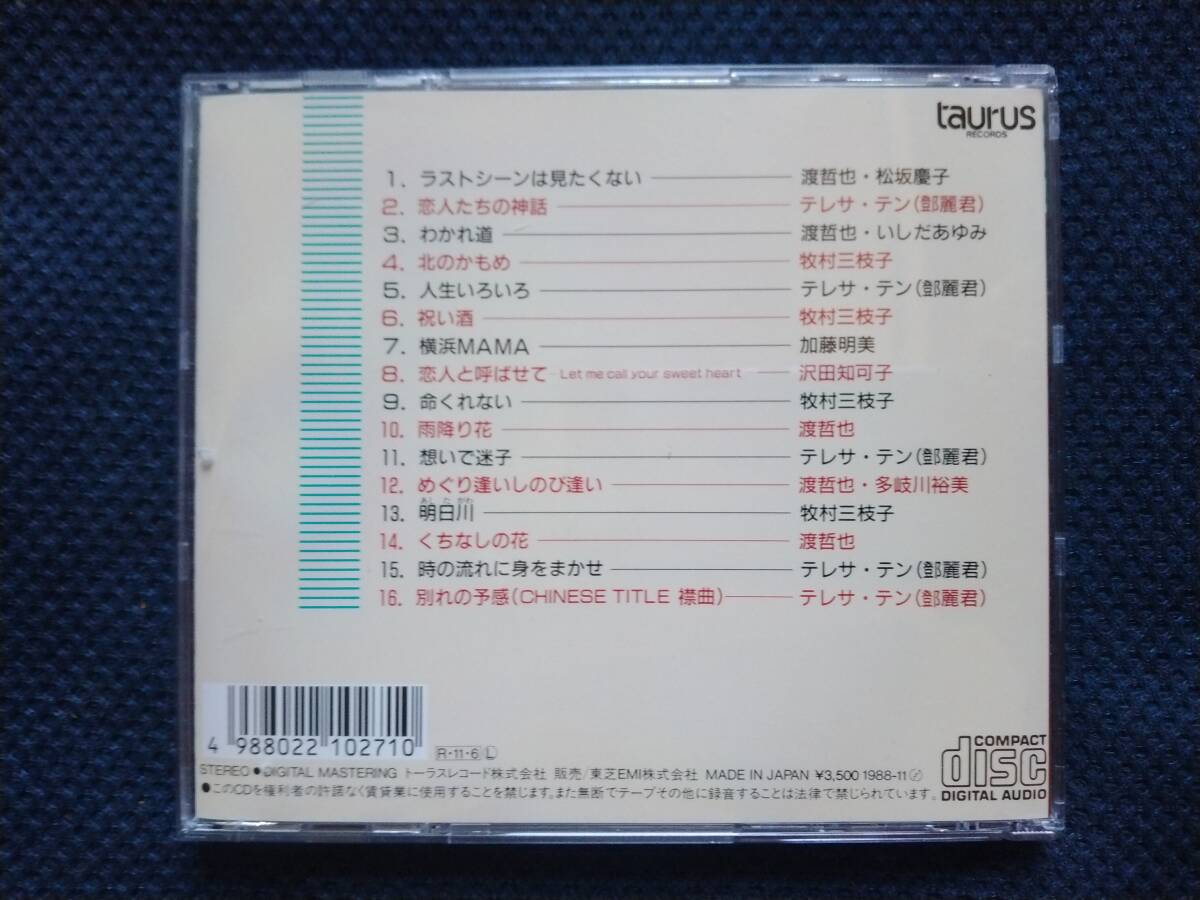 taurus
RECORDS
1. ラストシーンは見たくない 渡哲也・松坂慶子
2. 恋人たちの神話 テレサ・テン(鄧麗君)
3. わかれ道 渡哲也・いしだあゆみ
4. 北のかもめ 牧村三枝子
5. 人生いろいろ テレサ・テン(鄧麗君)
6. 祝い酒 牧村三枝子
7. 横浜MAMA 加藤明美
8. 恋人と呼ばせて Let me call your sweet heart 沢田知可子
9. 命くれない 牧村三枝子
10. 雨降り花 渡哲也
11. 想いで迷子 テレサ・テン(鄧麗君)
12. めぐり逢いしのび逢い 渡哲也・多岐川裕美
あしたがわ
13. 明日川 牧村三枝子
14. くちなしの花 渡哲也
15. 時の流れに身をまかせ テレサ・テン(鄧麗君)
16. 別れの予感(CHINESE TITLE 襟曲) テレサ・テン(鄧麗君)
4 988022 102710
R-11・6 L
STEREO ● DIGITAL MASTERING トーラスレコード株式会社 販売/東芝EMI株式会社 MADE IN JAPAN ¥3,500 1988-11
●このCDを権利者の許諾なく賃貸業に使用することを禁じます。また無断でテープその他に録音することは法律で禁じられています。
COMPACT
disc
DIGITAL AUDIO